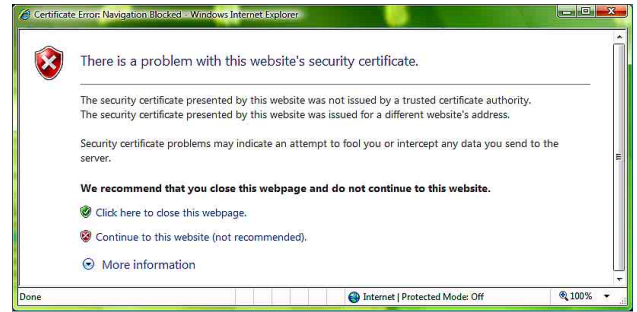 Certificate Error: Navigation Blocked - Windows Internet Explorer
There is a problem with this website's security certificate.
The security certificate presented by this website was not issued by a trusted certificate authority.
The security certificate presented by this website was issued for a different website's address.
Security certificate problems may indicate an attempt to fool you or intercept any data you send to the
server.
We recommend that you close this webpage and do not continue to this website.
Click here to close this webpage.
Continue to this website (not recommended).
More information
Done
Internet | Protected Mode: Off
100%